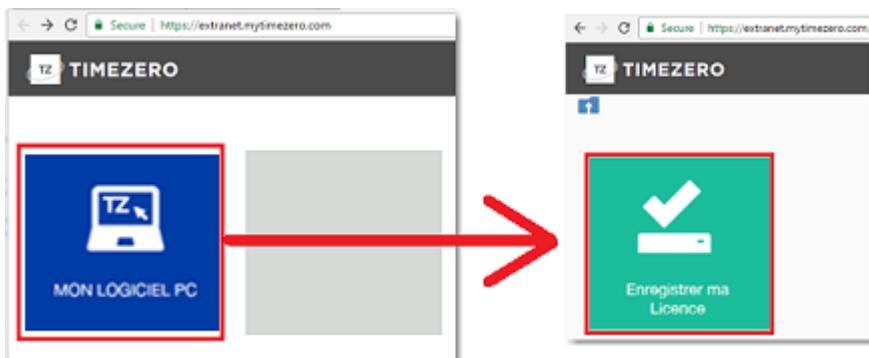 Secure | https://extranet.mytimezero.com
TZ TIMEZERO
TZ
MON LOGICIEL PC
Secure | https://extranet.mytimezero.com/
TZ TIMEZERO
Enregistrer ma
Licence